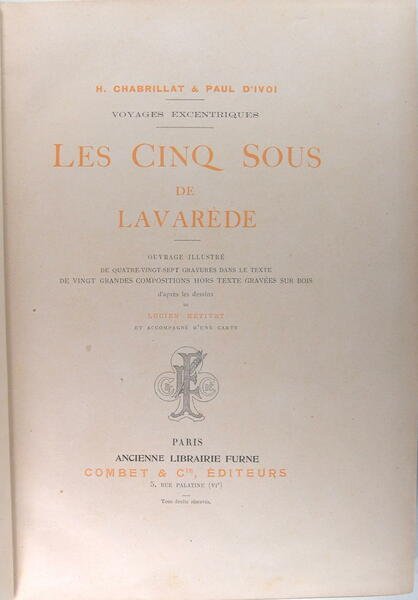 H. CHABRILLAT & PAUL D'IVOI
VOYAGES EXCENTRIQUES
LES CINQ SOUS
DE
LAVARÈDE
OUVRAGE ILLUSTRÉ
DE QUATRE-VINGT-SEPT GRAVURES DANS LE TEXTE
DE VINGT GRANDES COMPOSITIONS HORS TEXTE GRAVÉES SUR BOIS
d'après les dessins
DE
LUCIEN MÉTIVET
ET ACCOMPAGNÉ D'UNE CARTE
PARIS
ANCIENNE LIBRAIRIE FURNE
COMBET & Cie, ÉDITEURS
5, RUE PALATINE (VIe)
Tous droits réservés.